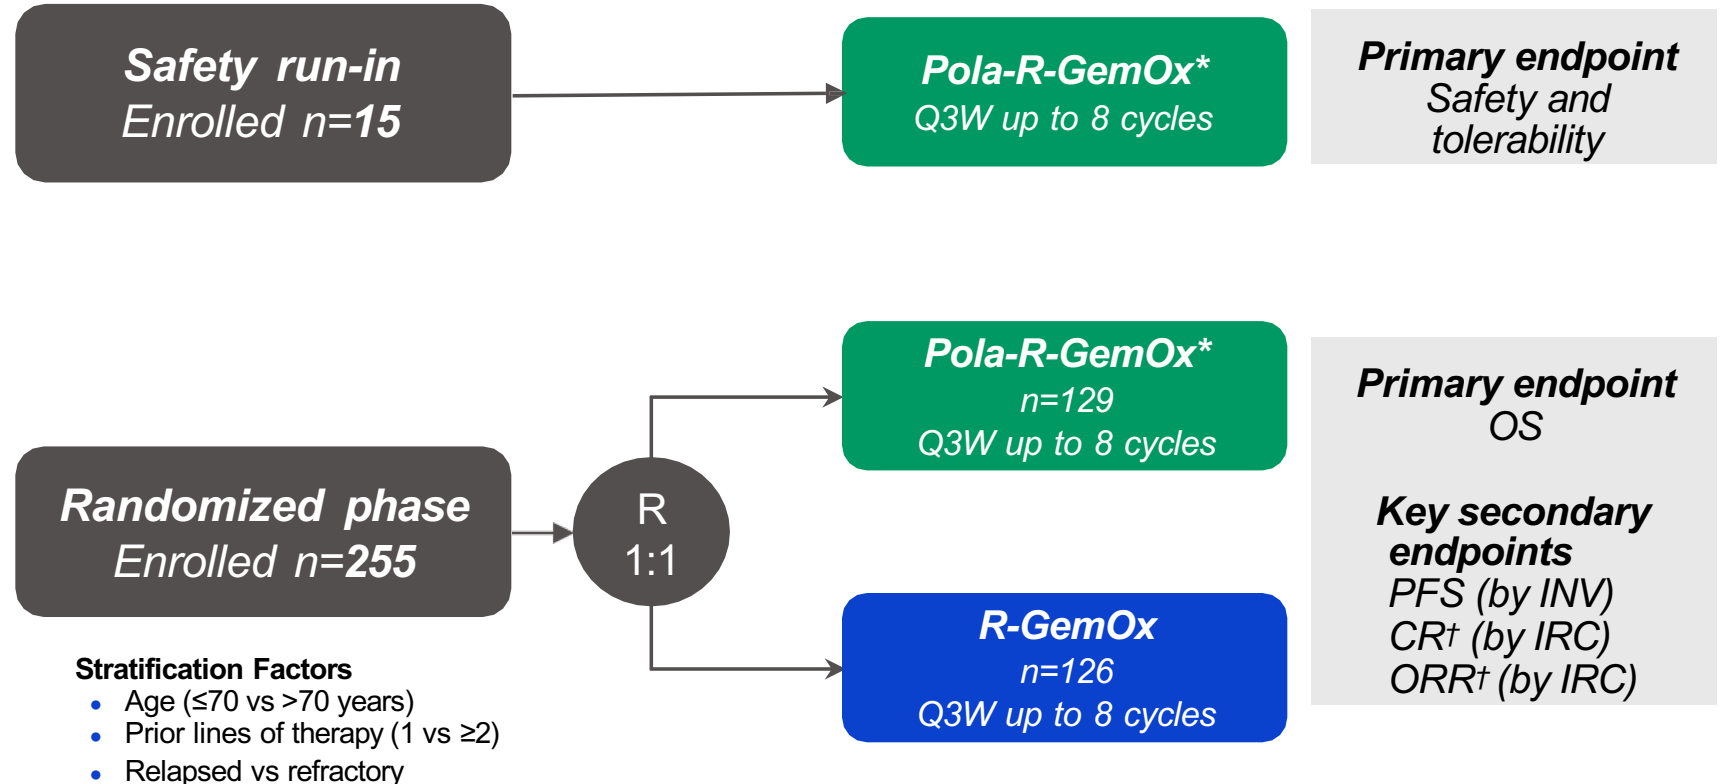 Safety run-in
Enrolled n=15
Pola-R-GemOx*
Q3W up to 8 cycles
Primary endpoint
Safety and
tolerability
Randomized phase
Enrolled n=255
R
1:1
Pola-R-GemOx*
n=129
Q3W up to 8 cycles
R-GemOx
n=126
Q3W up to 8 cycles
Primary endpoint
OS
Key secondary
endpoints
PFS (by INV)
CR† (by IRC)
ORR† (by IRC)
Stratification Factors
• Age (≤70 vs >70 years)
• Prior lines of therapy (1 vs ≥2)
• Relapsed vs refractory